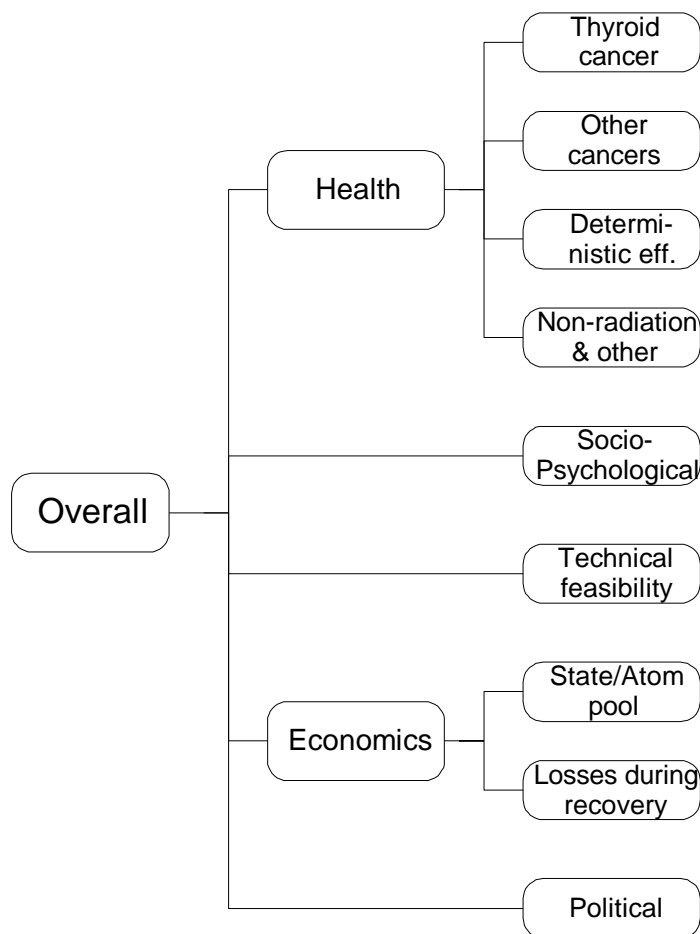 Thyroid
cancer
Other
cancers
Health
Determi-
nistic eff.
Non-radiation
& other
Socio-
Psychological
Overall
Technical
feasibility
State/Atom
pool
Economics
Losses during
recovery
Political